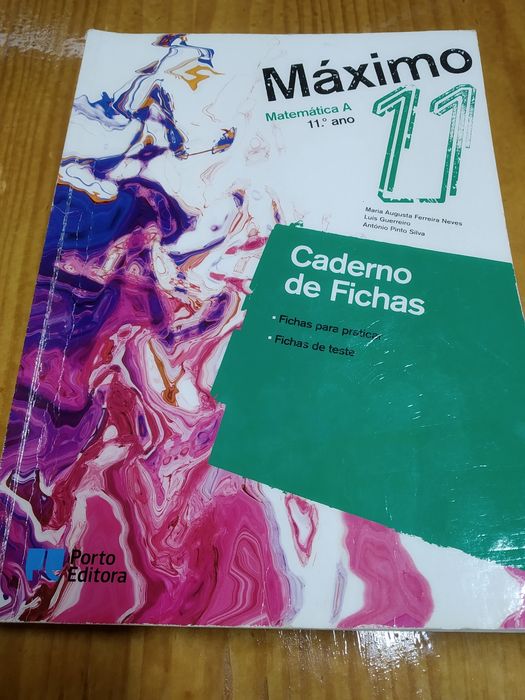 Máximo
Matemática A
11.º ano
11
Maria Augusta Ferreira Neves
Luís Guerreiro
António Pinto Silva
Caderno
de Fichas
• Fichas para praticar
• Fichas de teste
Porto
Editora